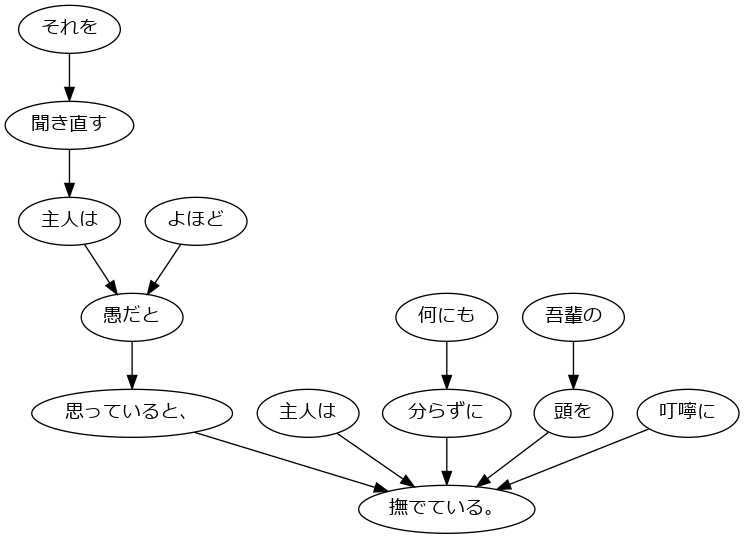 それを
聞き直す
主人は
よほど
愚だと
何にも
吾輩の
思っていると、
主人は
分らずに
頭を
叮嚀に
撫でている。